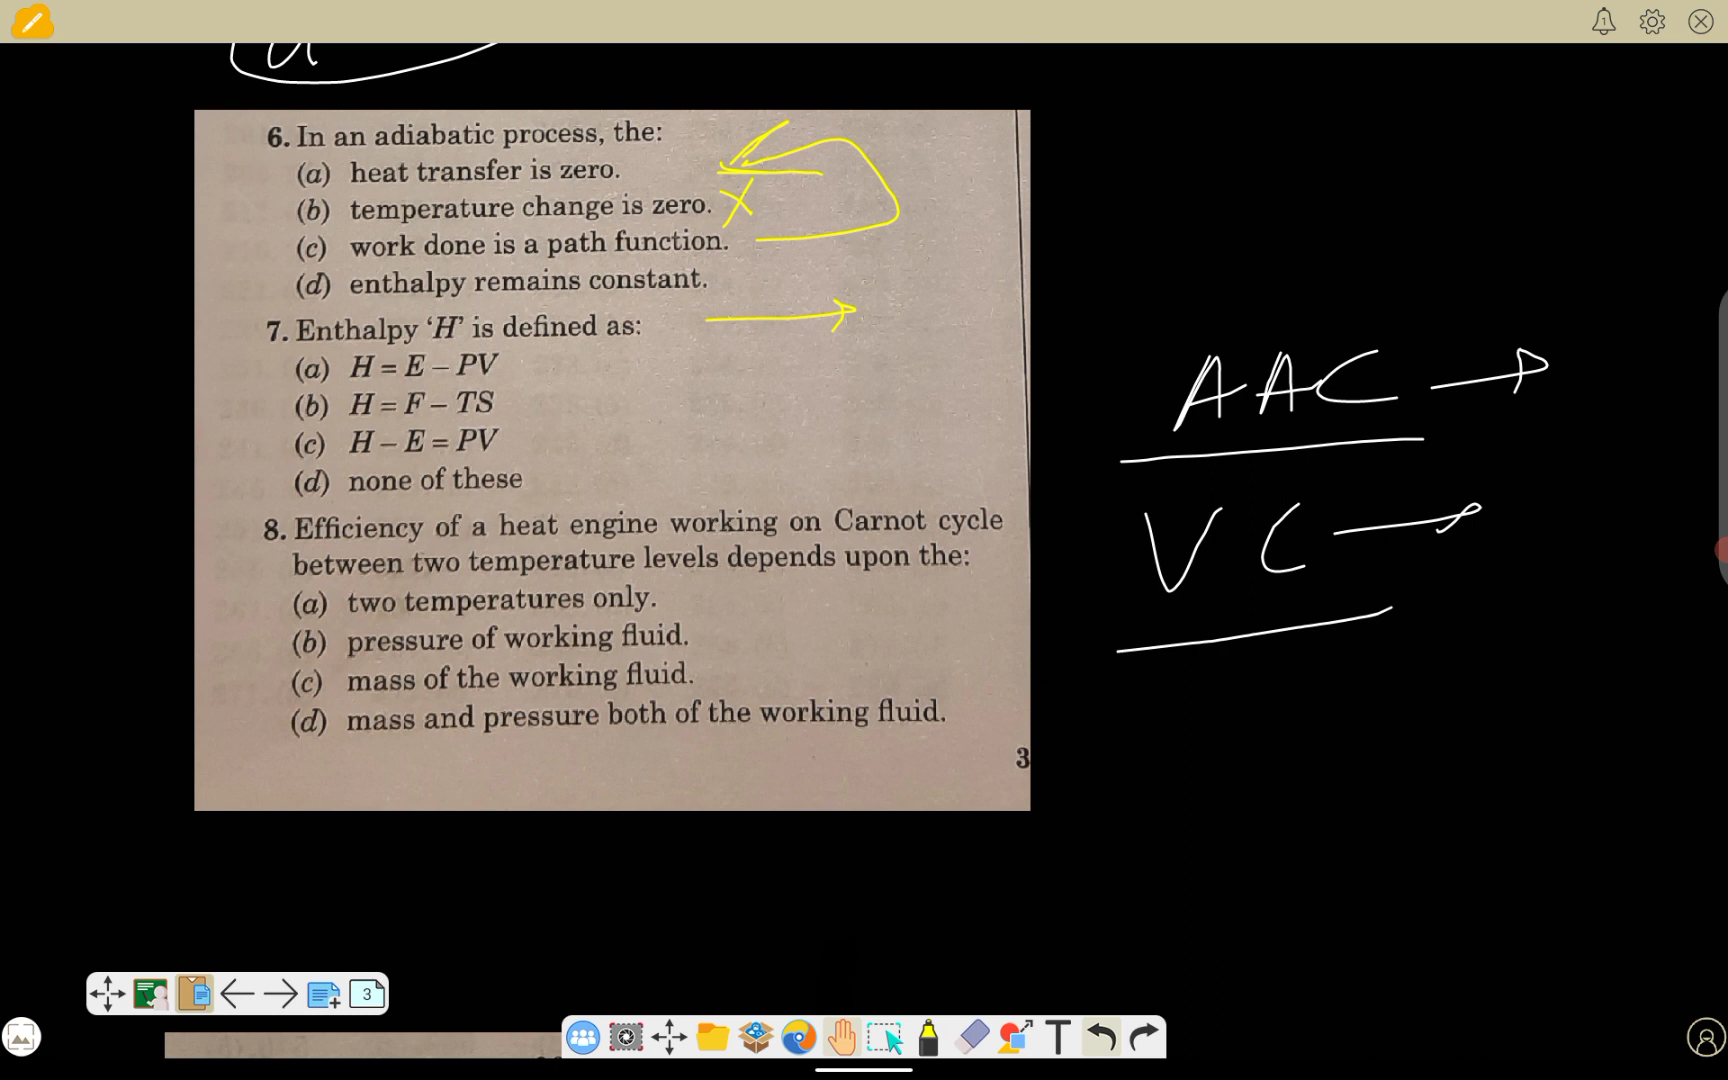 6. In an adiabatic process, the:
(a) heat transfer is zero.
(b) temperature change is zero.
(c) work done is a path function.
(d) enthalpy remains constant.
7. Enthalpy ‘H’ is defined as:
(a) H = E – PV
(b) H = F – TS
(c) H – E = PV
(d) none of these
8. Efficiency of a heat engine working on Carnot cycle
between two temperature levels depends upon the:
(a) two temperatures only.
(b) pressure of working fluid.
(c) mass of the working fluid.
(d) mass and pressure both of the working fluid.
3
AAC
VC
3
T
1